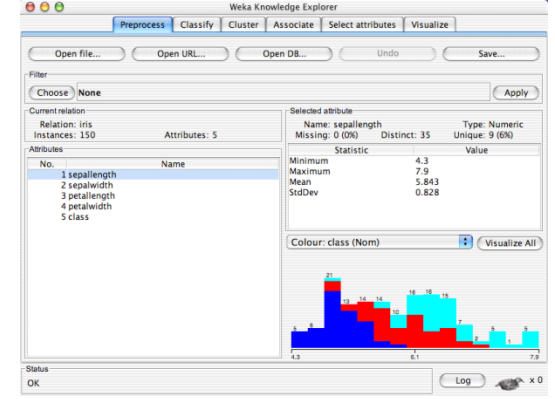 Weka Knowledge Explorer
Preprocess Classify Cluster Associate Select attributes Visualize
Open file... Open URL... Open DB... Undo Save...
Filter
Choose None Apply
Current relation
Relation: iris
Instances: 150 Attributes: 5
Attributes
No. Name
1 sepallength
2 sepalwidth
3 petallength
4 petalwidth
5 class
Selected attribute
Name: sepallength Type: Numeric
Missing: 0 (0%) Distinct: 35 Unique: 9 (6%)
Statistic Value
Minimum 4.3
Maximum 7.9
Mean 5.843
StdDev 0.828
Colour: class (Nom) Visualize All
21
16 16 15
13 14 14
10
7
5 6 5 5
2 1
4.3 6.1 7.9
Status
OK Log x 0